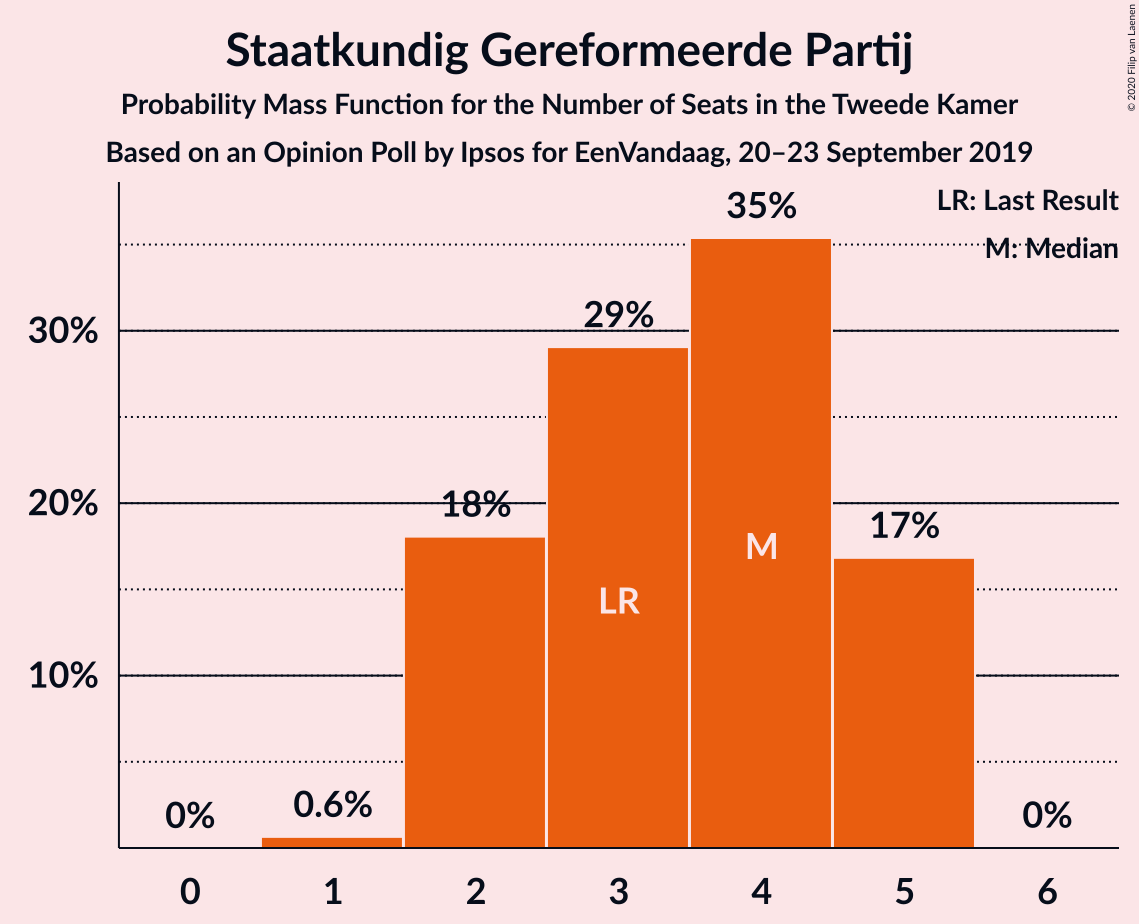 Staatkundig Gereformeerde Partij
Probability Mass Function for the Number of Seats in the Tweede Kamer
Based on an Opinion Poll by Ipsos for EenVandaag, 20–23 September 2019
© 2020 Filip van Laenen
LR: Last Result
M: Median
35%
30%
29%
20%
18%
17%
M
LR
10%
0%
0.6%
0%
0
1
2
3
4
5
6